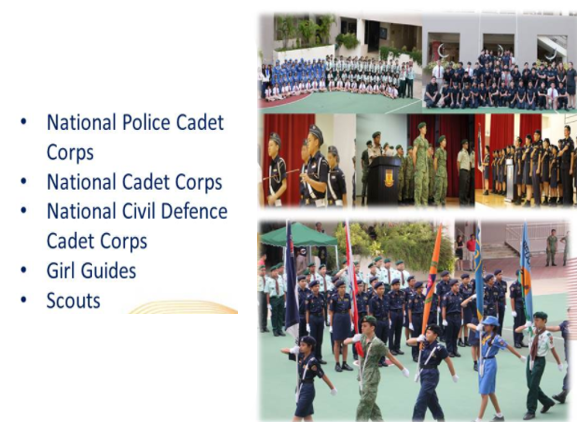 • National Police Cadet
Corps
• National Cadet Corps
• National Civil Defence
Cadet Corps
• Girl Guides
• Scouts